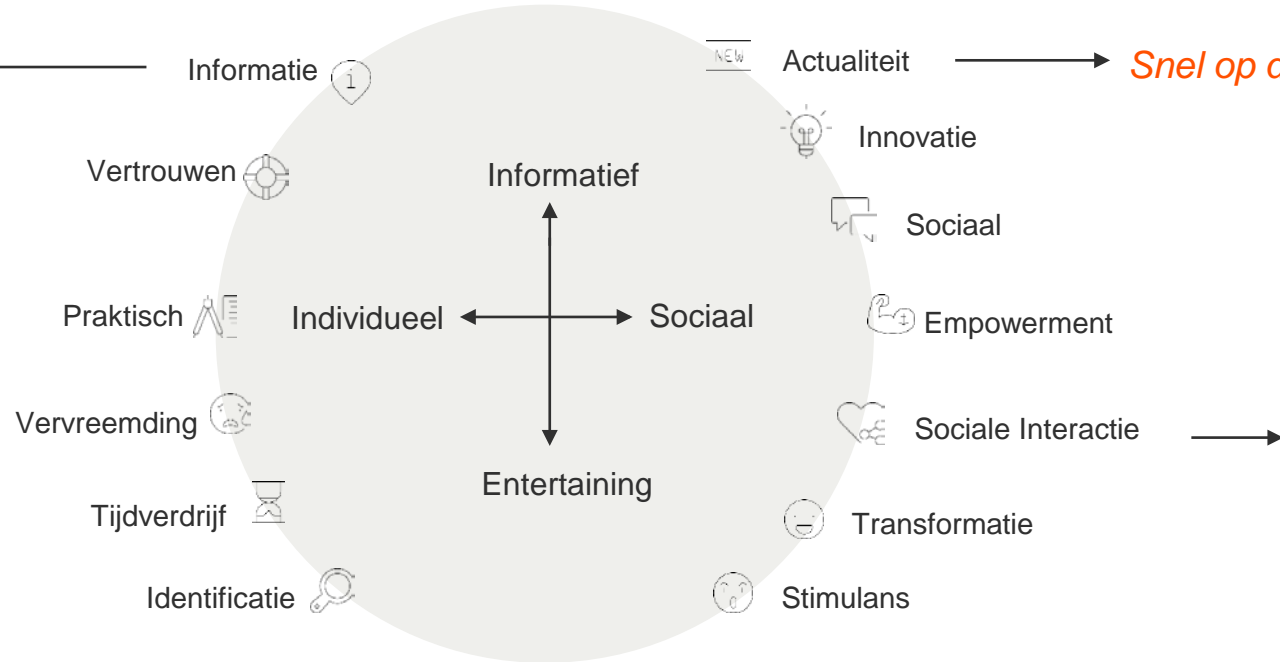 Informatie
i
NEW
Actualiteit
Snel op
Innovatie
Vertrouwen
Informatief
Sociaal
Praktisch
Individueel
Sociaal
Empowerment
Vervreemding
Sociale Interactie
Entertaining
Tijdverdrijf
Transformatie
Identificatie
Stimulans